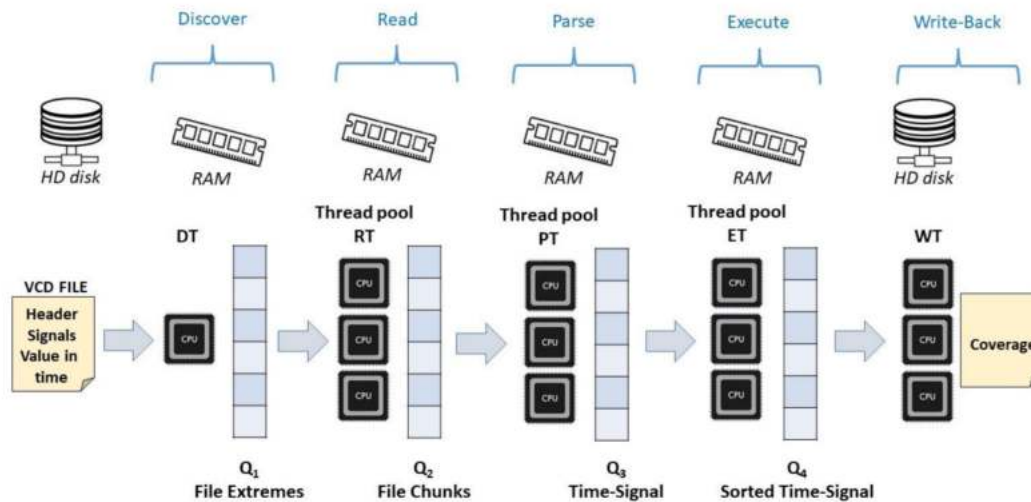 Discover
Read
Parse
Execute
Write-Back
HD disk
RAM
RAM
RAM
RAM
HD disk
Thread pool
Thread pool
Thread pool
DT
RT
PT
ET
WT
VCD FILE
Header
Signals
Value in
time
CPU
CPU
CPU
CPU
CPU
CPU
CPU
CPU
CPU
CPU
CPU
CPU
CPU
Coverage
Q₁
File Extremes
Q₂
File Chunks
Q₃
Time-Signal
Q₄
Sorted Time-Signal